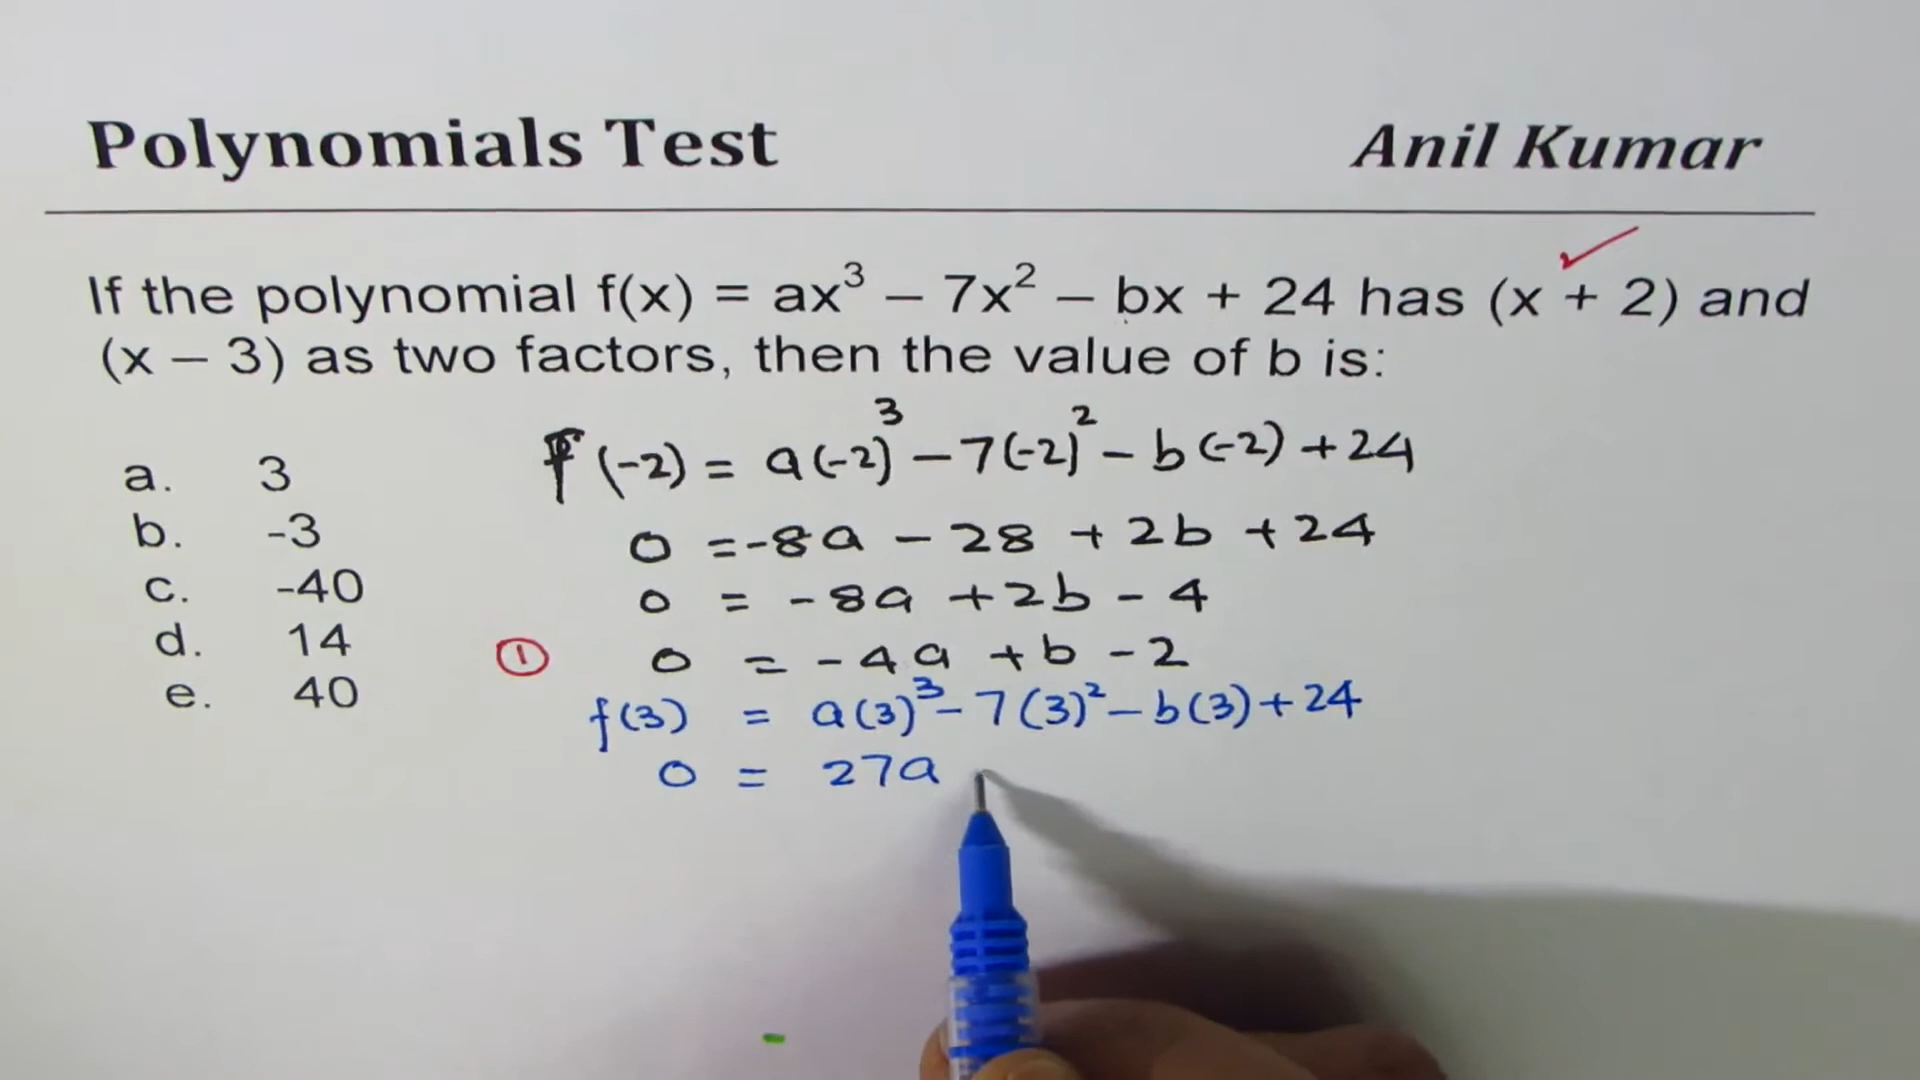 Polynomials Test Anil Kumar
If the polynomial f(x) = ax³ – 7x² – bx + 24 has (x + 2) and
(x – 3) as two factors, then the value of b is:
a. 3
b. -3
c. -40
d. 14
e. 40
f(-2) = a(-2)³ - 7(-2)² - b(-2) + 24
0 = -8a - 28 + 2b + 24
0 = -8a + 2b - 4
① 0 = -4a + b - 2
f(3) = a(3)³ - 7(3)² - b(3) + 24
0 = 27a